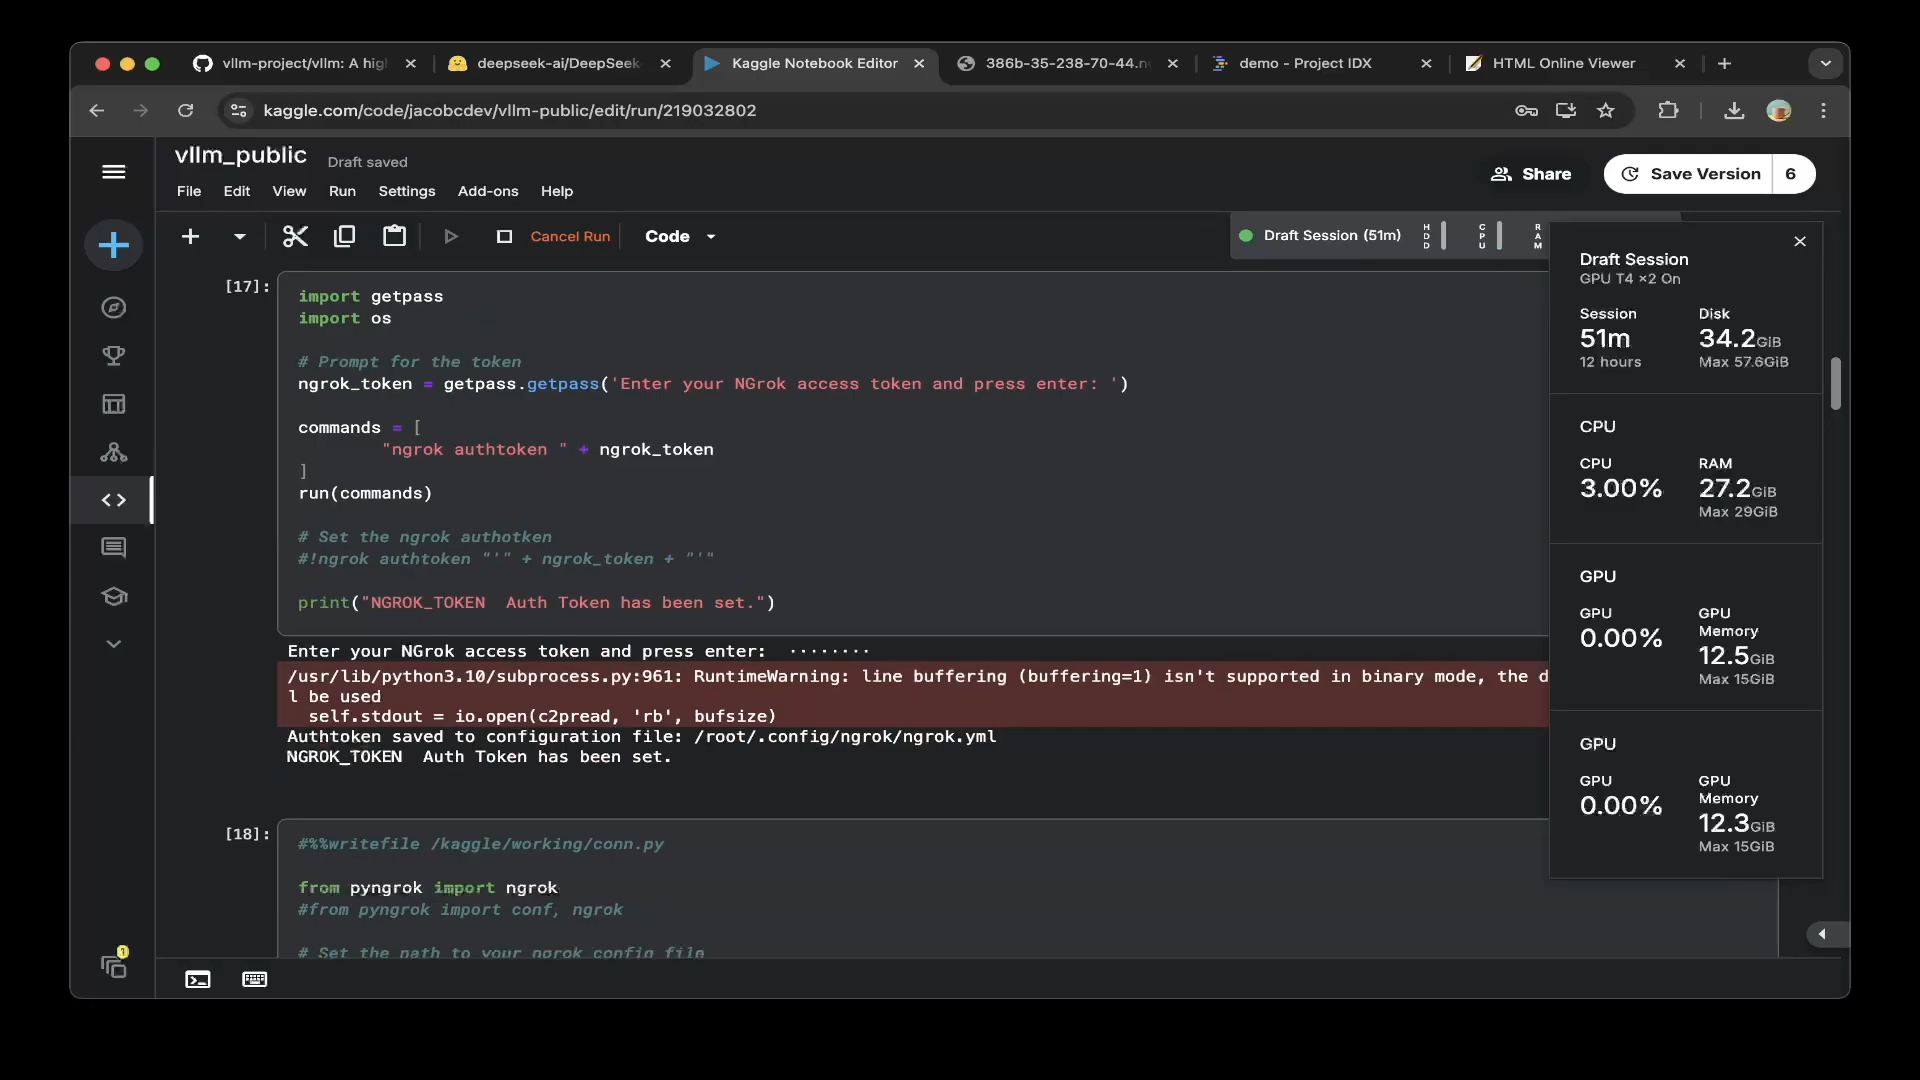 vllm-project/vllm: A hig
deepseek-ai/DeepSeek
Kaggle Notebook Editor
386b-35-238-70-44.n
demo - Project IDX
HTML Online Viewer
kaggle.com/code/jacobcdev/vllm-public/edit/run/219032802
vllm_public
Draft saved
File
Edit
View
Run
Settings
Add-ons
Help
Share
Save Version
6
Cancel Run
Code
Draft Session (51m)
HDD
CPU
RAM
[17]:
import getpass
import os
# Prompt for the token
ngrok_token = getpass.getpass('Enter your NGrok access token and press enter: ')
commands = [
"ngrok authtoken " + ngrok_token
]
run(commands)
# Set the ngrok authotken
#!ngrok authtoken "'" + ngrok_token + "'"
print("NGROK_TOKEN  Auth Token has been set.")
Enter your NGrok access token and press enter:  ········
/usr/lib/python3.10/subprocess.py:961: RuntimeWarning: line buffering (buffering=1) isn't supported in binary mode, the d
l be used
self.stdout = io.open(c2pread, 'rb', bufsize)
Authtoken saved to configuration file: /root/.config/ngrok/ngrok.yml
NGROK_TOKEN  Auth Token has been set.
[18]:
#%%writefile /kaggle/working/conn.py
from pyngrok import ngrok
#from pyngrok import conf, ngrok
# Set the path to your ngrok config file
Draft Session
GPU T4 ×2 On
Session
51m
12 hours
Disk
34.2GiB
Max 57.6GiB
CPU
CPU
3.00%
RAM
27.2GiB
Max 29GiB
GPU
GPU
0.00%
GPU
Memory
12.5GiB
Max 15GiB
GPU
GPU
0.00%
GPU
Memory
12.3GiB
Max 15GiB
1